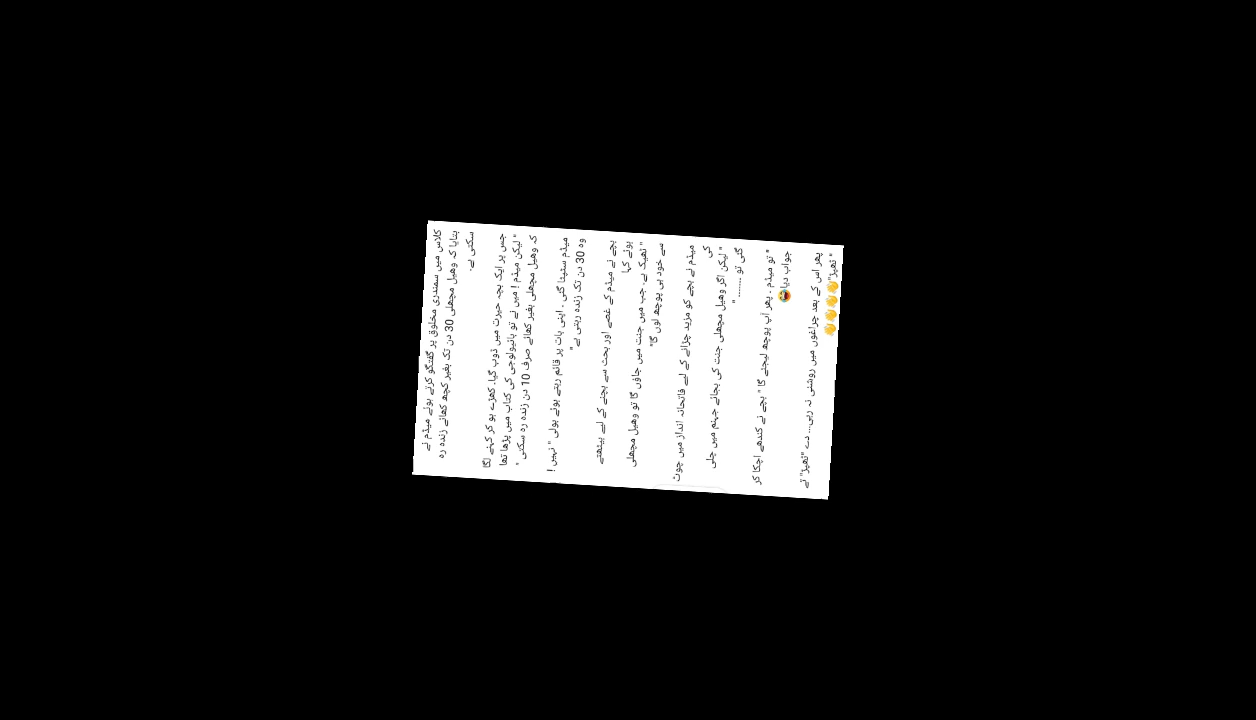 کلاس میں سمندری مخلوق پر گفتگو کرتے ہوئے میڈم نے
بتایا کہ وھیل مچھلی 30 دن تک بغیر کچھ کھائے زندہ رہ
سکتی ہے.
جس پر ایک بچہ حیرت میں ڈوب گیا. کھڑے ہو کر کہنے لگا
" لیکن میڈم ! میں نے تو بائیولوجی کی کتاب میں پڑھا تھا
کہ وھیل مچھلی بغیر کھائے صرف 10 دن زندہ رہ سکتی "
میڈم سٹپٹا گئی . اپنی بات پر قائم رہتے ہوئے بولی " نہیں !
وہ 30 دن تک زندہ رہتی ہے "
بچے نے میڈم کے غصے اور بحث سے بچنے کے لیے بیٹھتے
ہوئے کہا
" ٹھیک ہے. جب میں جنت میں جاؤں گا تو وھیل مچھلی
سے خود ہی پوچھ لوں گا"
میڈم نے بچے کو مزید چڑانے کے لیے فاتحانہ انداز میں چوٹ
کی
" لیکن اگر وھیل مچھلی جنت کی بجائے جہنم میں چلی
گئی تو ....... "
" تو میڈم . پھر آپ پوچھ لیجئے گا " بچے نے کندھے اچکا کر
جواب دیا😂
پھر اس کے بعد چراغوں میں روشنی نہ رہی... دے "تھپڑ" تے
" تھپڑ"👏👏👏👏